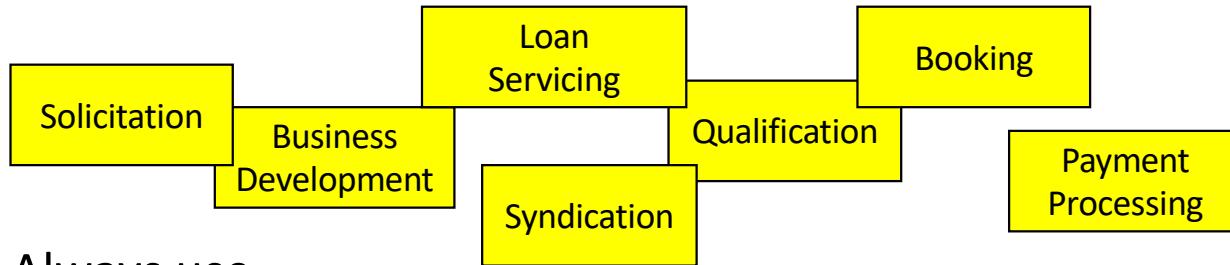 Solicitation
Business
Development
Loan
Servicing
Syndication
Qualification
Booking
Payment
Processing